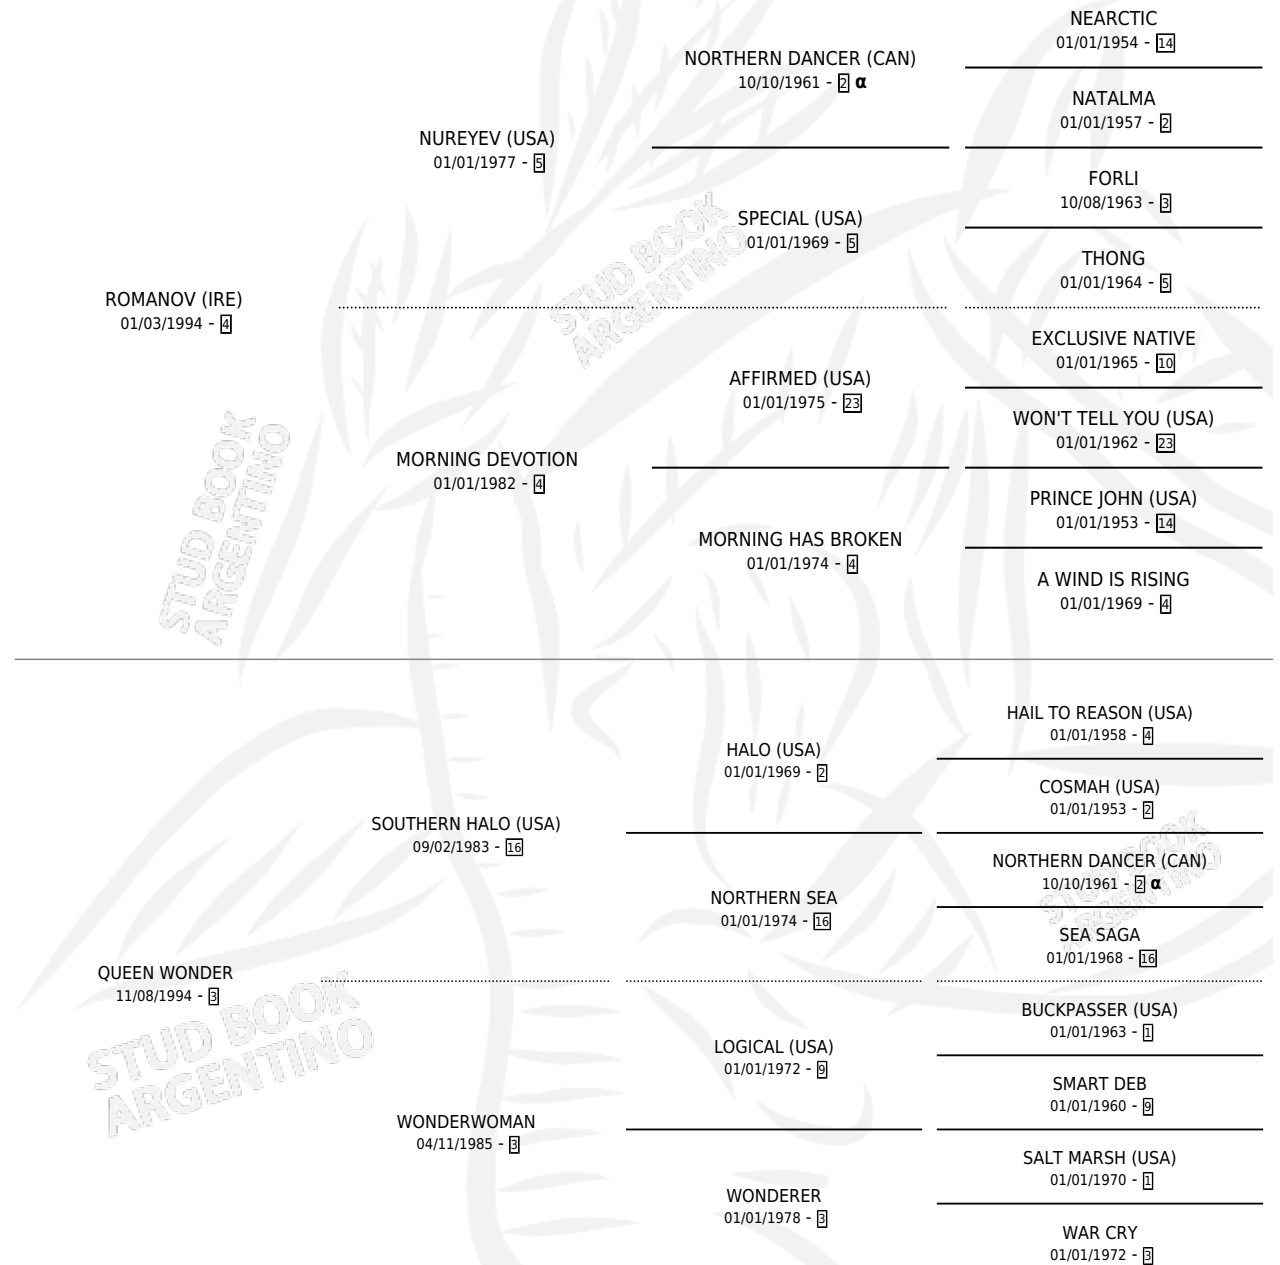 NEARCTIC
01/01/1954 - 14
NORTHERN DANCER (CAN)
10/10/1961 - 2 α
NATALMA
01/01/1957 - 2
NUREYEV (USA)
01/01/1977 - 5
FORLI
10/08/1963 - 3
SPECIAL (USA)
01/01/1969 - 5
THONG
01/01/1964 - 5
STUD BOOK
ARGENTINO
ROMANOV (IRE)
01/03/1994 - 4
EXCLUSIVE NATIVE
01/01/1965 - 10
AFFIRMED (USA)
01/01/1975 - 23
WON'T TELL YOU (USA)
01/01/1962 - 23
MORNING DEVOTION
01/01/1982 - 4
PRINCE JOHN (USA)
01/01/1953 - 14
MORNING HAS BROKEN
01/01/1974 - 4
A WIND IS RISING
01/01/1969 - 4
STUD BOOK
ARGENTINO
HAIL TO REASON (USA)
01/01/1958 - 4
HALO (USA)
01/01/1969 - 2
COSMAH (USA)
01/01/1953 - 2
SOUTHERN HALO (USA)
09/02/1983 - 16
NORTHERN DANCER (CAN)
10/10/1961 - 2 α
NORTHERN SEA
01/01/1974 - 16
SEA SAGA
01/01/1968 - 16
STUD BOOK
ARGENTINO
QUEEN WONDER
11/08/1994 - 3
BUCKPASSER (USA)
01/01/1963 - 1
LOGICAL (USA)
01/01/1972 - 9
SMART DEB
01/01/1960 - 9
STUD BOOK
ARGENTINO
WONDERWOMAN
04/11/1985 - 3
SALT MARSH (USA)
01/01/1970 - 1
WONDERER
01/01/1978 - 3
WAR CRY
01/01/1972 - 3